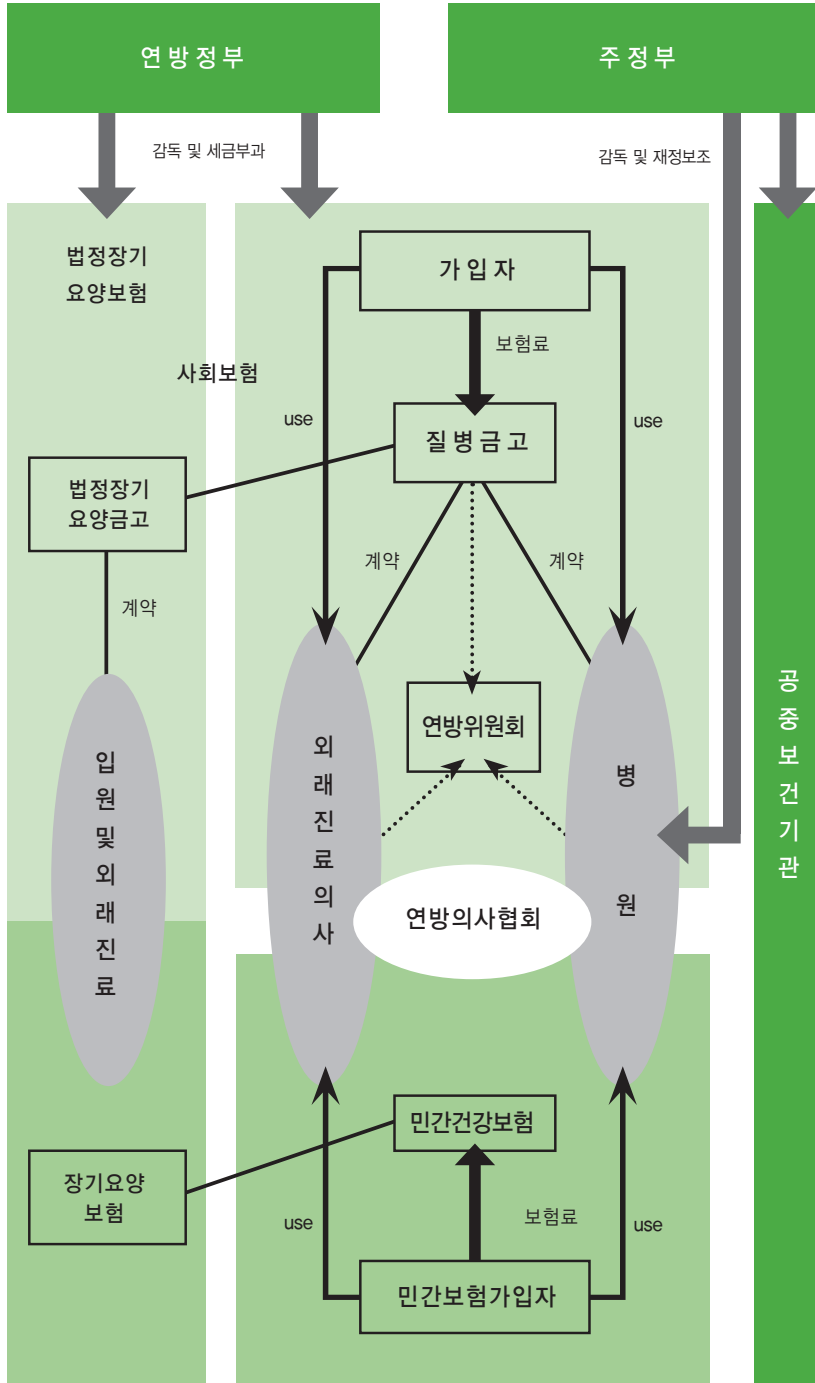 연방정부
주정부
감독 및 세금부과
감독 및 재정보조
법정장기
요양보험
가입자
보험료
사회보험
use
use
질병금고
법정장기
요양금고
계약
계약
계약
연방위원회
외래진료의사
병원
입원및외래진료
공중보건기관
연방의사협회
민간건강보험
장기요양
보험
use
보험료
use
민간보험가입자